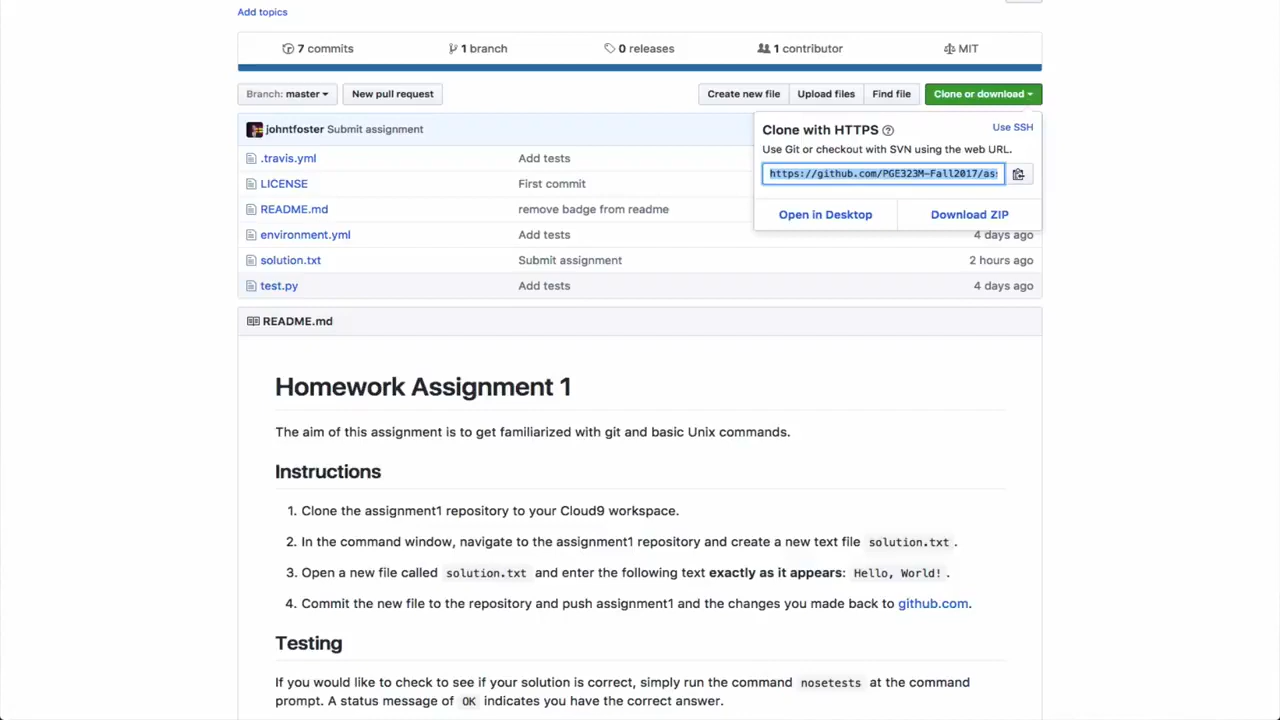 Add topics
7 commits 1 branch 0 releases 1 contributor MIT
Branch: master New pull request Create new file Upload files Find file Clone or download
johntfoster Submit assignment
Clone with HTTPS Use SSH
Use Git or checkout with SVN using the web URL.
https://github.com/PGE323M-Fall2017/as
Open in Desktop Download ZIP
.travis.yml Add tests
LICENSE First commit
README.md remove badge from readme
environment.yml Add tests 4 days ago
solution.txt Submit assignment 2 hours ago
test.py Add tests 4 days ago
README.md
Homework Assignment 1
The aim of this assignment is to get familiarized with git and basic Unix commands.
Instructions
1. Clone the assignment1 repository to your Cloud9 workspace.
2. In the command window, navigate to the assignment1 repository and create a new text file solution.txt .
3. Open a new file called solution.txt and enter the following text exactly as it appears: Hello, World! .
4. Commit the new file to the repository and push assignment1 and the changes you made back to github.com.
Testing
If you would like to check to see if your solution is correct, simply run the command nosetests at the command
prompt. A status message of OK indicates you have the correct answer.